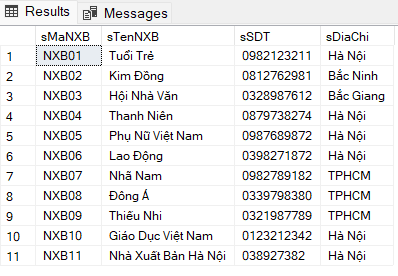 Results Messages
sMaNXB sTenNXB sSDT sDiaChi
1 NXB01 Tuổi Trẻ 0982123211 Hà Nội
2 NXB02 Kim Đồng 0812762981 Bắc Ninh
3 NXB03 Hội Nhà Văn 0328987612 Bắc Giang
4 NXB04 Thanh Niên 0879738274 Hà Nội
5 NXB05 Phụ Nữ Việt Nam 0987689872 Hà Nội
6 NXB06 Lao Động 0398271872 Hà Nội
7 NXB07 Nhã Nam 0982789182 TPHCM
8 NXB08 Đông Á 0339798380 TPHCM
9 NXB09 Thiếu Nhi 0321987789 TPHCM
10 NXB10 Giáo Dục Việt Nam 0123212342 Hà Nội
11 NXB11 Nhà Xuất Bản Hà Nội 038927382 Hà Nội